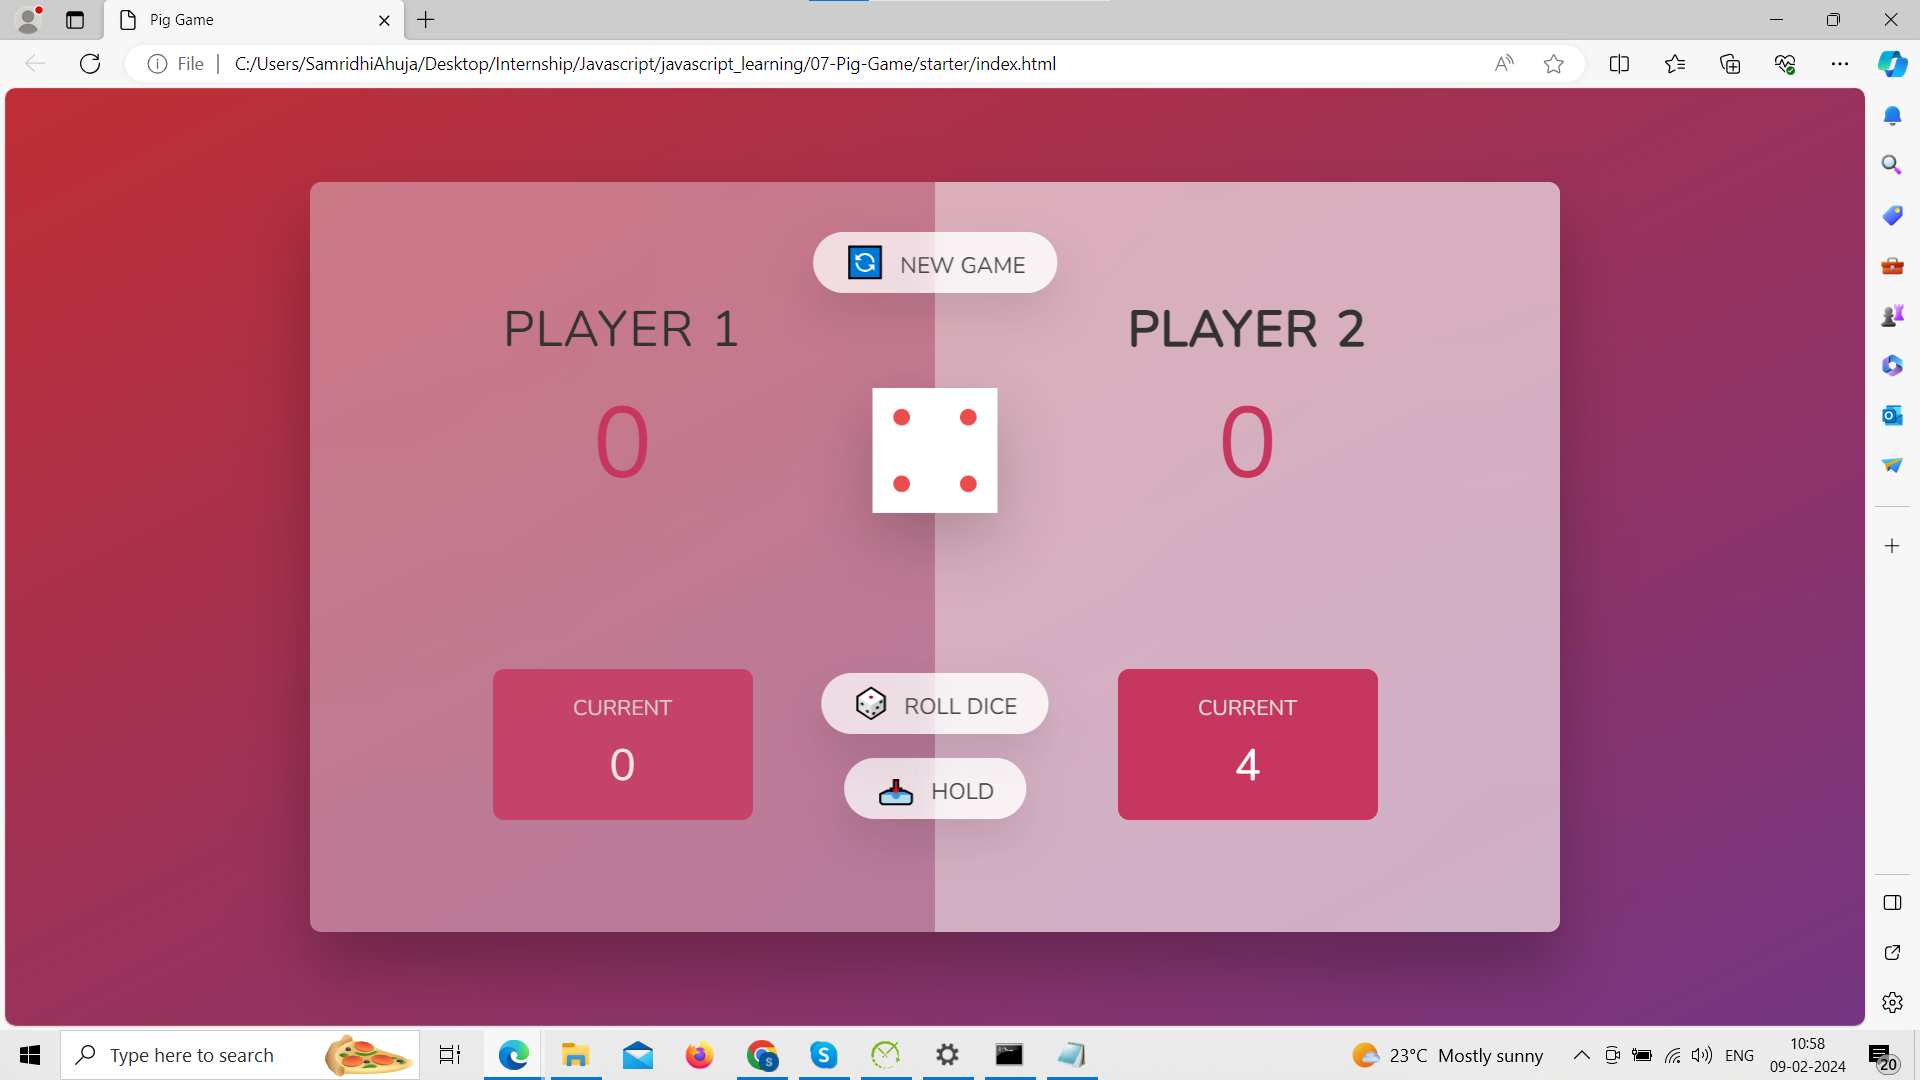 Pig Game
File
C:/Users/SamridhiAhuja/Desktop/Internship/Javascript/javascript_learning/07-Pig-Game/starter/index.html
NEW GAME
PLAYER 1
PLAYER 2
0
0
CURRENT
0
ROLL DICE
HOLD
CURRENT
4
Type here to search
23°C Mostly sunny
ENG
10:58
09-02-2024
20